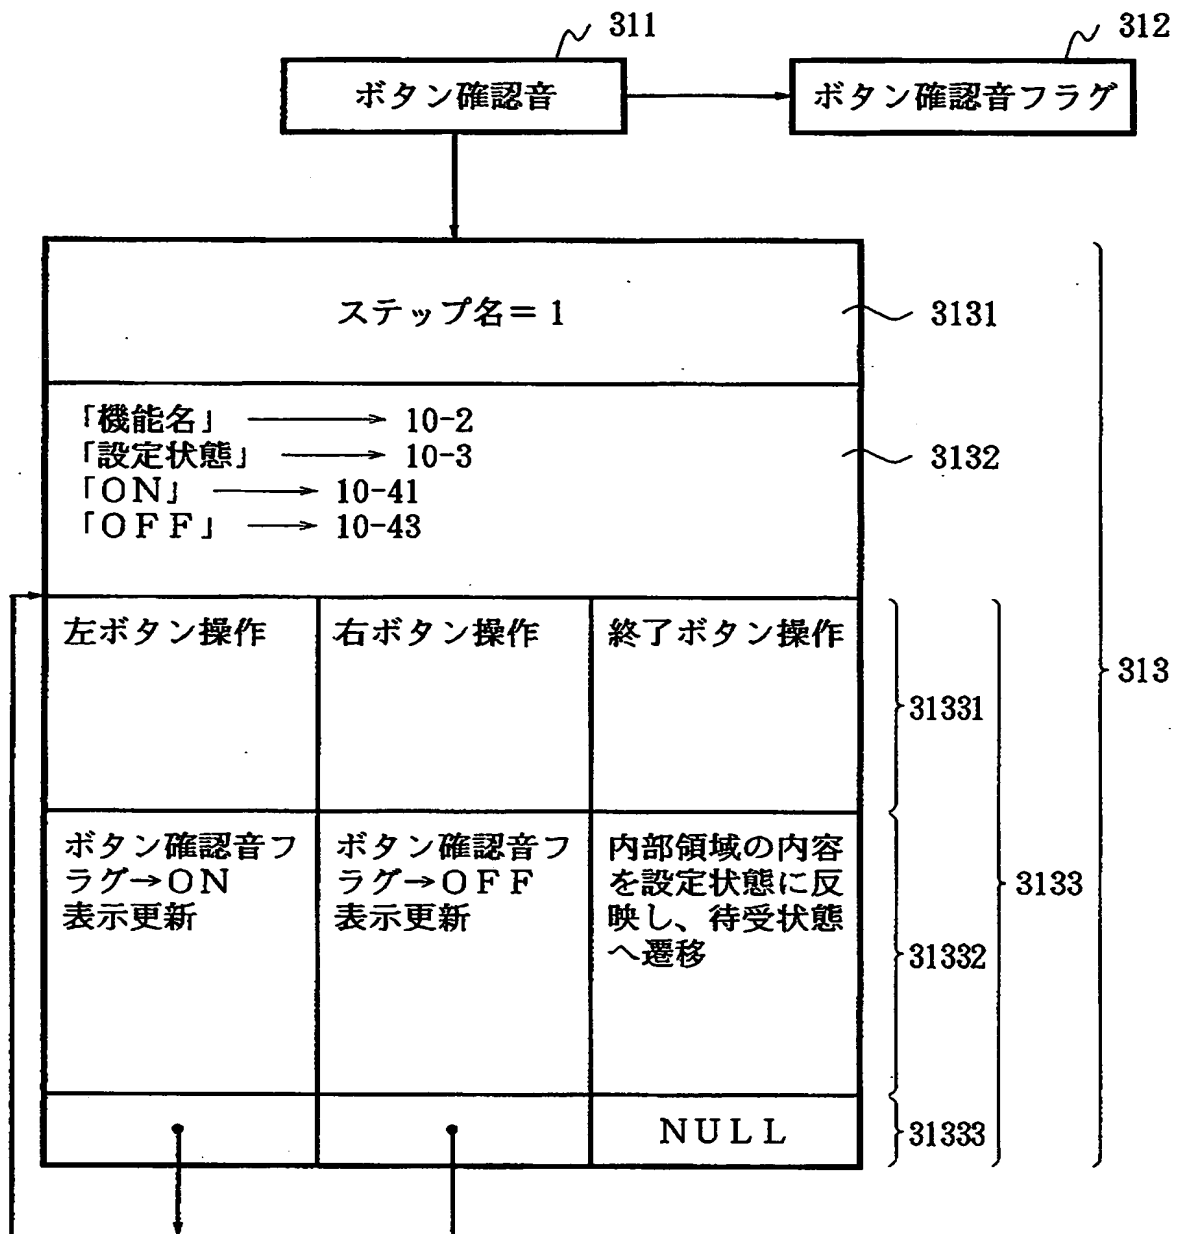 311
312
ボタン確認音
ボタン確認音フラグ
ステップ名＝1
3131
「機能名」 → 10-2
「設定状態」 → 10-3
「ON」 → 10-41
「OFF」 → 10-43
3132
左ボタン操作
右ボタン操作
終了ボタン操作
31331
313
ボタン確認音フ
ラグ→ON
表示更新
ボタン確認音フ
ラグ→OFF
表示更新
内部領域の内容
を設定状態に反
映し、待受状態
へ遷移
31332
3133
NULL
31333